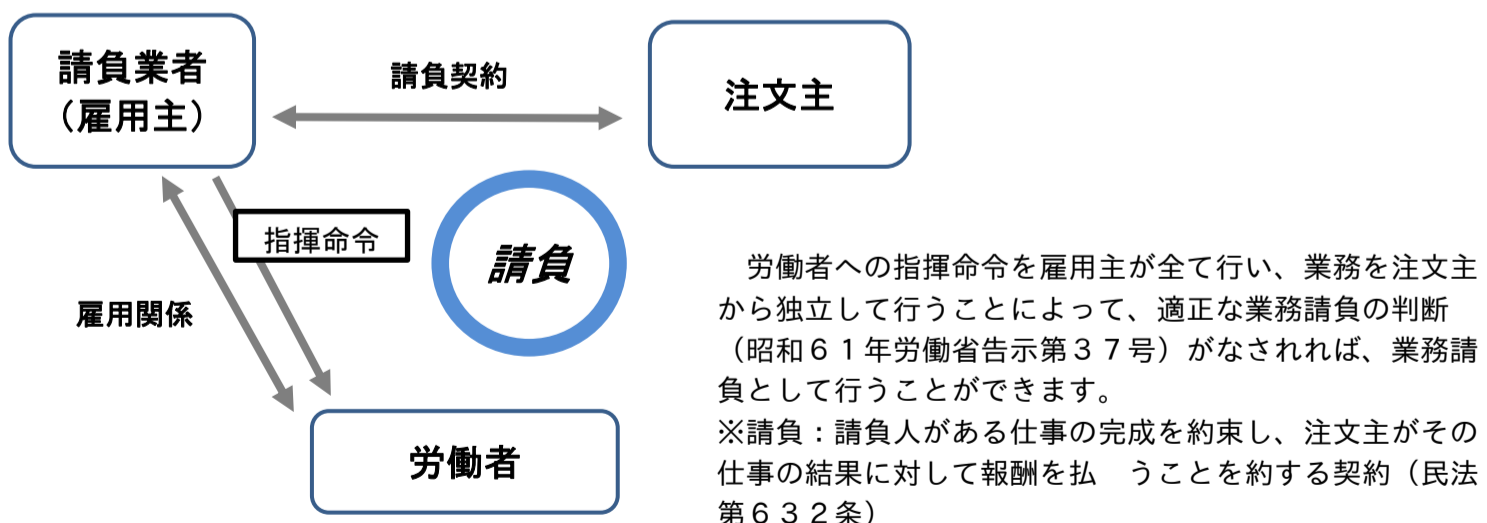 請負業者
（雇用主）
請負契約
注文主
指揮命令
請負
雇用関係
労働者
　労働者への指揮命令を雇用主が全て行い、業務を注文主
から独立して行うことによって、適正な業務請負の判断
（昭和６１年労働省告示第３７号）がなされれば、業務請
負として行うことができます。
※請負：請負人がある仕事の完成を約束し、注文主がその
仕事の結果に対して報酬を払　うことを約する契約（民法
第６３２条）